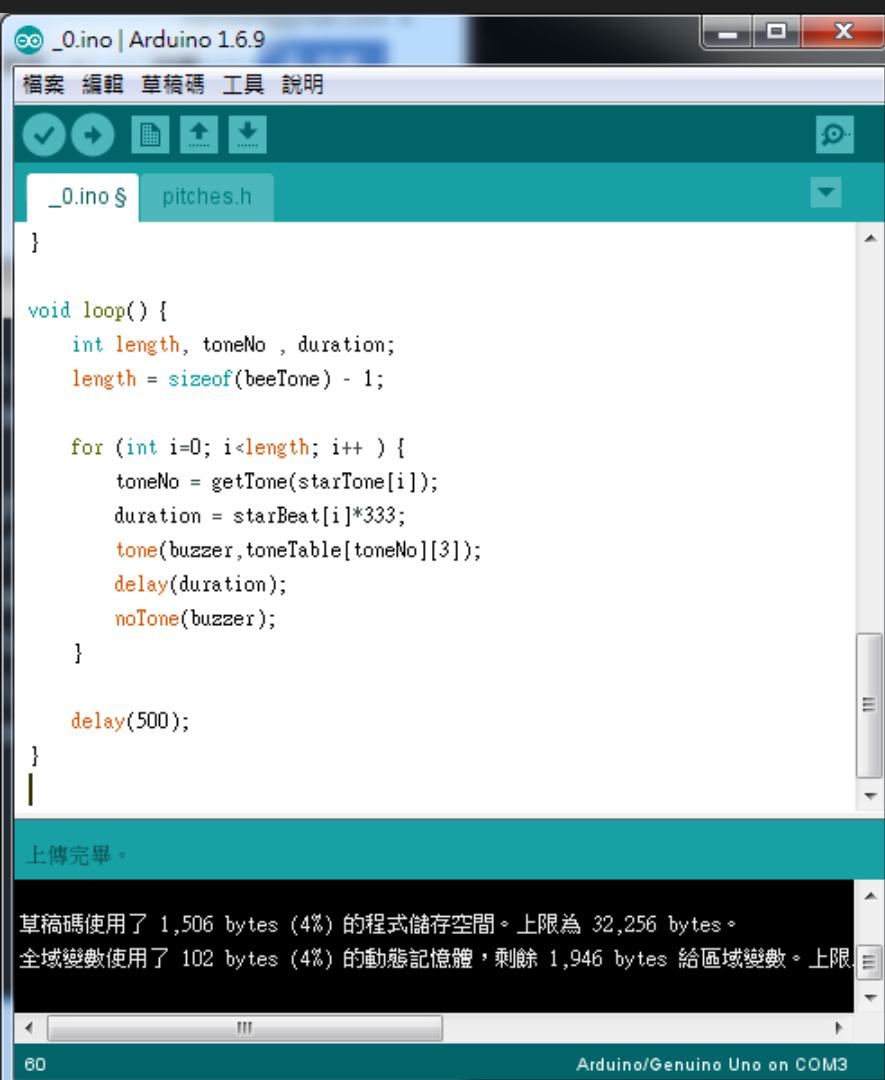 _0.ino | Arduino 1.6.9
檔案 編輯 草稿碼 工具 說明
_0.ino § pitches.h
}
void loop() {
int length, toneNo , duration;
length = sizeof(beeTone) - 1;
for (int i=0; i<length; i++ ) {
toneNo = getTone(starTone[i]);
duration = starBeat[i]*333;
tone(buzzer,toneTable[toneNo][3]);
delay(duration);
noTone(buzzer);
}
delay(500);
}
上傳完畢。
草稿碼使用了 1,506 bytes (4%) 的程式儲存空間。上限為 32,256 bytes。
全域變數使用了 102 bytes (4%) 的動態記憶體，剩餘 1,946 bytes 給區域變數。上限
60 Arduino/Genuino Uno on COM3